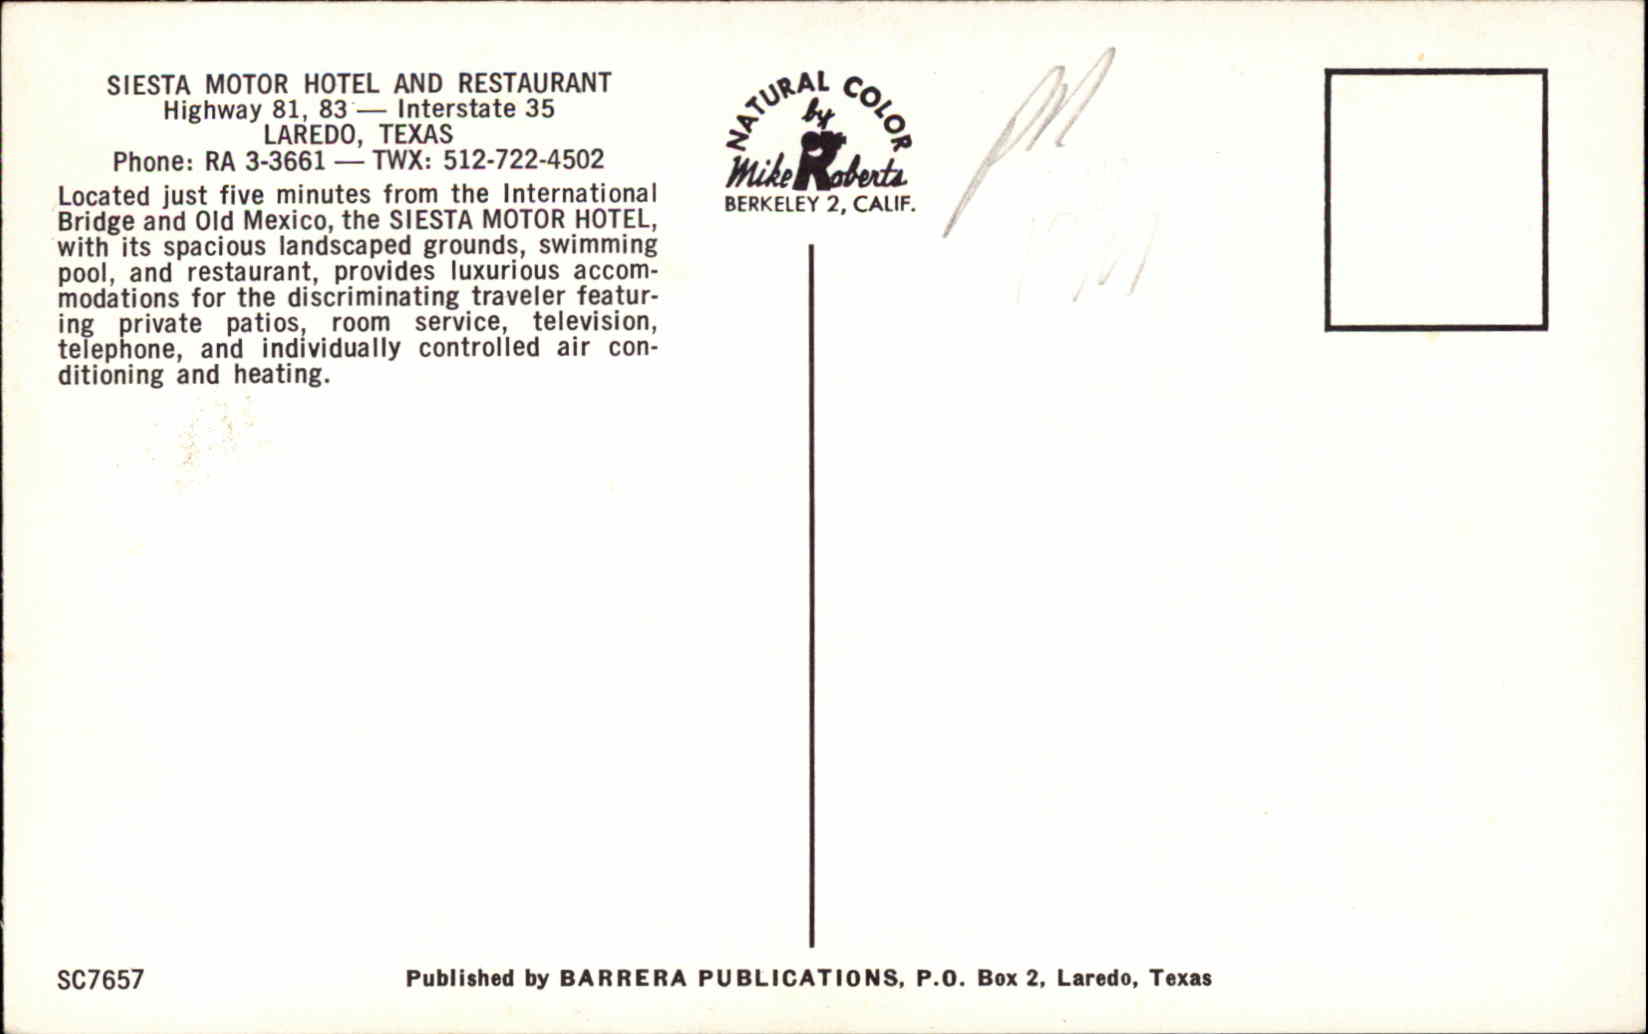 SIESTA MOTOR HOTEL AND RESTAURANT
Highway 81, 83 — Interstate 35
LAREDO, TEXAS
Phone: RA 3-3661 — TWX: 512-722-4502
Located just five minutes from the International
Bridge and Old Mexico, the SIESTA MOTOR HOTEL,
with its spacious landscaped grounds, swimming
pool, and restaurant, provides luxurious accom-
modations for the discriminating traveler featur-
ing private patios, room service, television,
telephone, and individually controlled air con-
ditioning and heating.
NATURAL COLOR
by
Mike Roberts
BERKELEY 2, CALIF.
SC7657
Published by BARRERA PUBLICATIONS, P.O. Box 2, Laredo, Texas